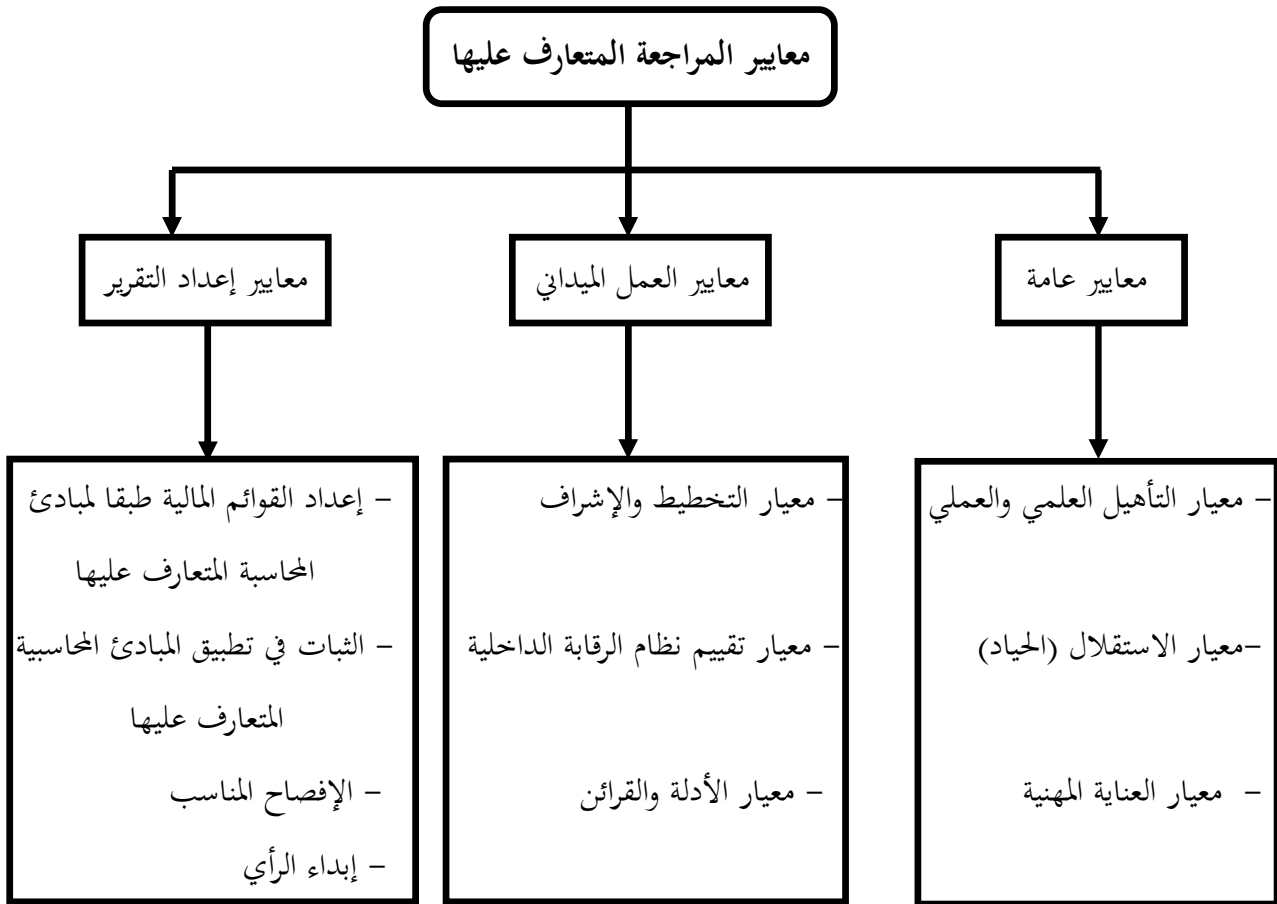 معايير المراجعة المتعارف عليها
معايير عامة
معايير العمل الميداني
معايير إعداد التقرير
– معيار التأهيل العلمي والعملي
–معيار الاستقلال (الحياد)
– معيار العناية المهنية
– معيار التخطيط والإشراف
– معيار تقييم نظام الرقابة الداخلية
– معيار الأدلة والقرائن
– إعداد القوائم المالية طبقا لمبادئ
المحاسبة المتعارف عليها
– الثبات في تطبيق المبادئ المحاسبية
المتعارف عليها
– الإفصاح المناسب
– إبداء الرأي